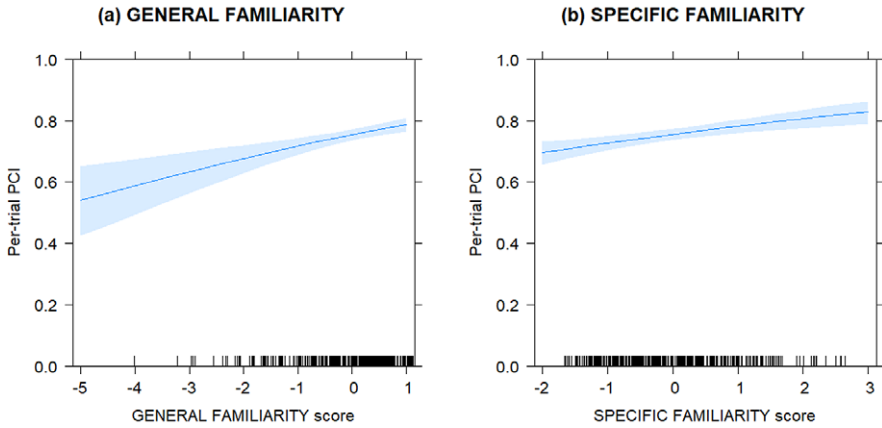 (a) GENERAL FAMILIARITY
1.0
0.8
0.6
0.4
0.2
0.0
Per-trial PCI
-5 -4 -3 -2 -1 0 1
GENERAL FAMILIARITY score
(b) SPECIFIC FAMILIARITY
1.0
0.8
0.6
0.4
0.2
0.0
Per-trial PCI
-2 -1 0 1 2 3
SPECIFIC FAMILIARITY score